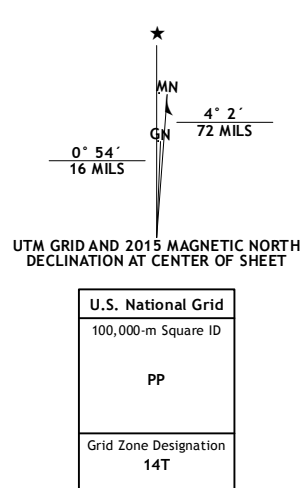 ★
MN
4° 2´
72 MILS
GN
0° 54´
16 MILS
UTM GRID AND 2015 MAGNETIC NORTH
DECLINATION AT CENTER OF SHEET
U.S. National Grid
100,000-m Square ID
PP
Grid Zone Designation
14T